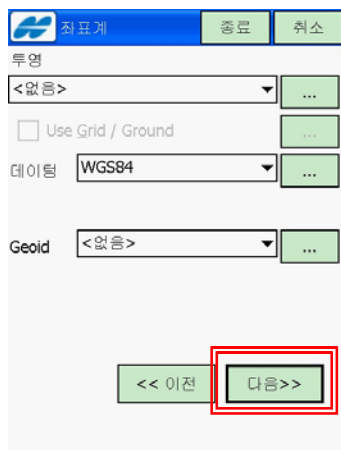 좌표계 종료 취소
투영
<없음> ...
Use Grid / Ground ...
데이텀 WGS84 ...
Geoid <없음> ...
<< 이전 다음>>